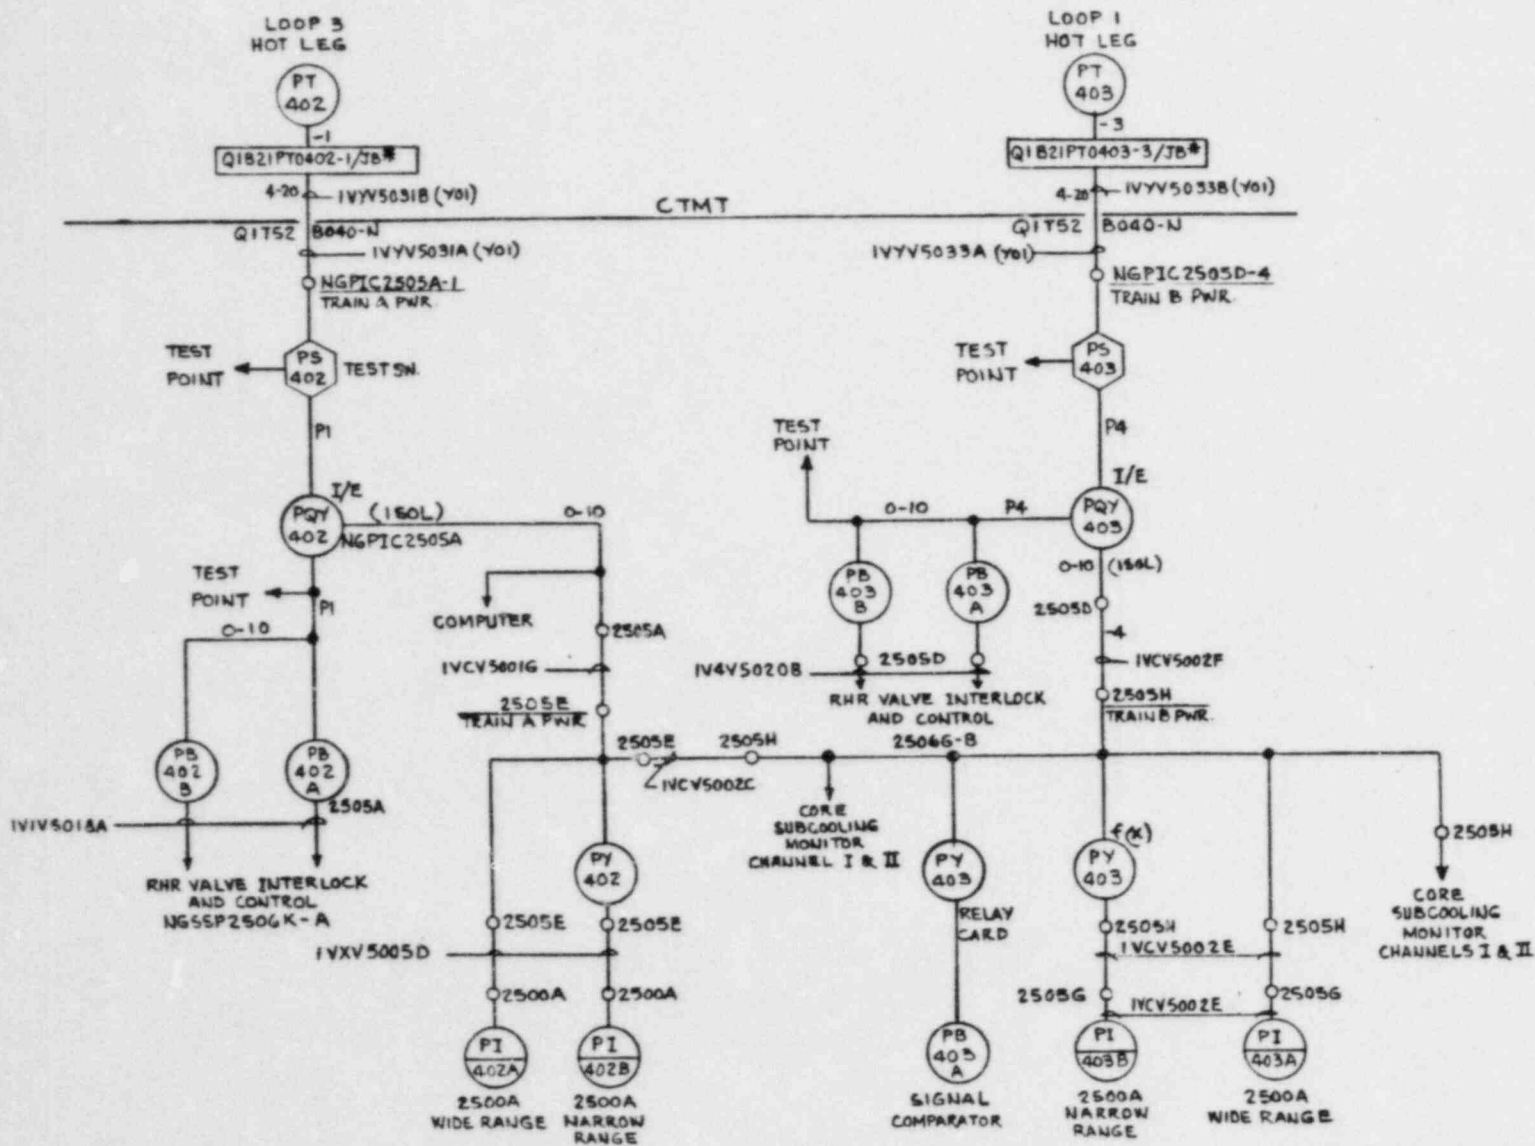 LOOP 3
HOT LEG
PT
402
-1
Q1B21PT0402-1/JB*
4-20
1VYV5031B (Y01)
LOOP 1
HOT LEG
PT
403
-3
Q1B21PT0403-3/JB*
4-20
1VYV5033B (Y01)
CTMT
Q1T52 B040-N
1VYV5031A (Y01)
NGPIC2505A-1
TRAIN A PWR.
Q1T52 B040-N
1VYV5033A (Y01)
NGPIC2505D-4
TRAIN B PWR.
TEST
POINT
PS
402
TEST SW.
P1
TEST
POINT
PS
403
P4
I/E
PQY
402
(ISOL)
NGPIC2505A
0-10
TEST
POINT
P1
0-10
COMPUTER
2505A
1VCV5001G
2505E
TRAIN A PWR
TEST
POINT
0-10
P4
I/E
PQY
403
PB
403
B
PB
403
A
0-10 (ISOL)
2505D
-4
1V4V5020B
2505D
RHR VALVE INTERLOCK
AND CONTROL
1VCV5002F
2505H
TRAIN B PWR.
PB
402
B
PB
402
A
2505A
1V1V5018A
RHR VALVE INTERLOCK
AND CONTROL
NGSSP2506K-A
2505E
1VCV5002C
2505H
2506G-B
CORE
SUBCOOLING
MONITOR
CHANNEL I & II
PY
402
2505E
2505E
1VXV5005D
2500A
2500A
PI
402A
2500A
WIDE RANGE
PI
402B
2500A
NARROW
RANGE
PY
403
RELAY
CARD
PB
403
A
SIGNAL
COMPARATOR
f(x)
PY
403
2505H
2505H
1VCV5002E
2505G
2505G
1VCV5002E
PI
403B
2500A
NARROW
RANGE
PI
403A
2500A
WIDE RANGE
2505H
CORE
SUBCOOLING
MONITOR
CHANNELS I & II